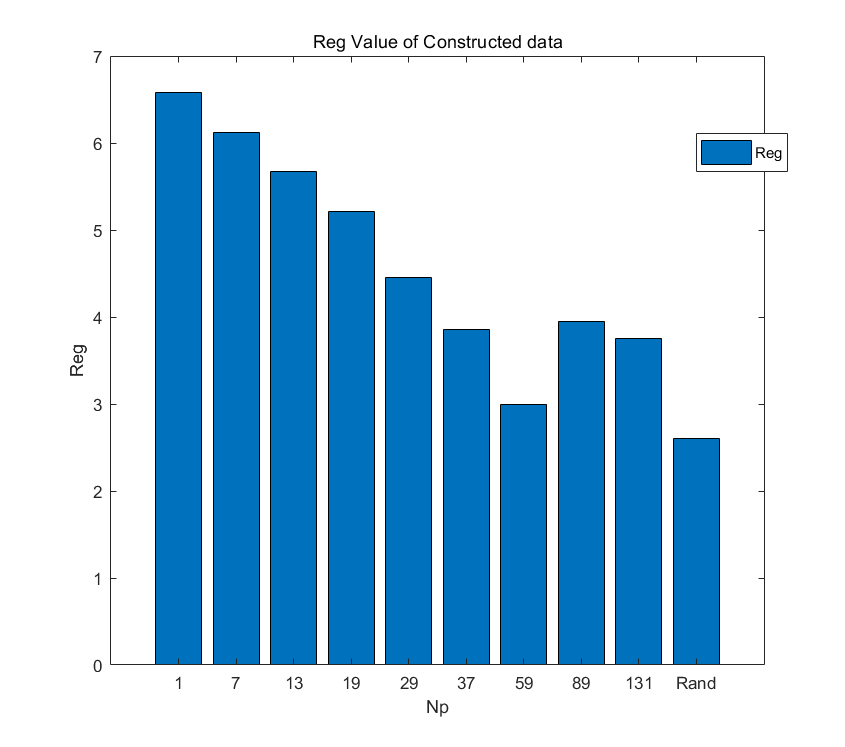 Reg Value of Constructed data
7
6
5
4
3
2
1
0
Reg
Reg
1 7 13 19 29 37 59 89 131 Rand
Np